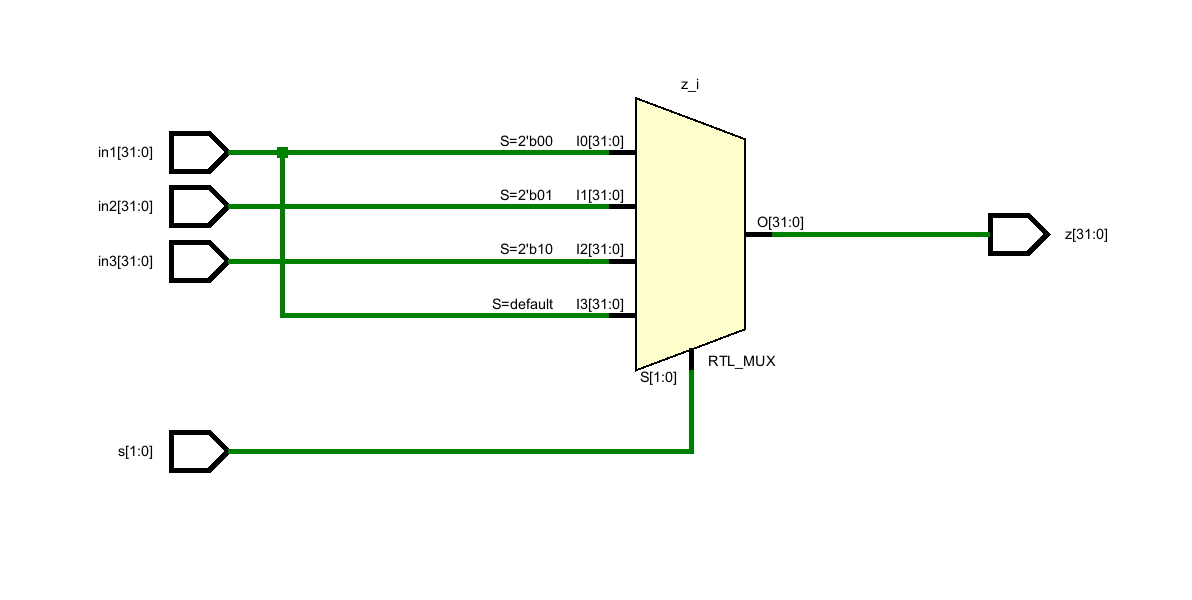 z_i
in1[31:0]
S=2'b00 I0[31:0]
in2[31:0]
S=2'b01 I1[31:0]
O[31:0]
z[31:0]
in3[31:0]
S=2'b10 I2[31:0]
S=default I3[31:0]
RTL_MUX
S[1:0]
s[1:0]